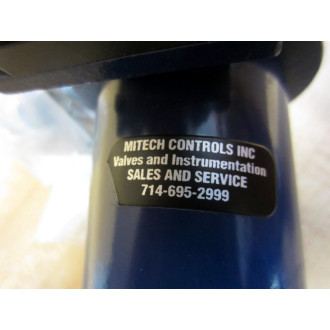 MITECH CONTROLS INC
Valves and Instrumentation
SALES AND SERVICE
714-695-2999